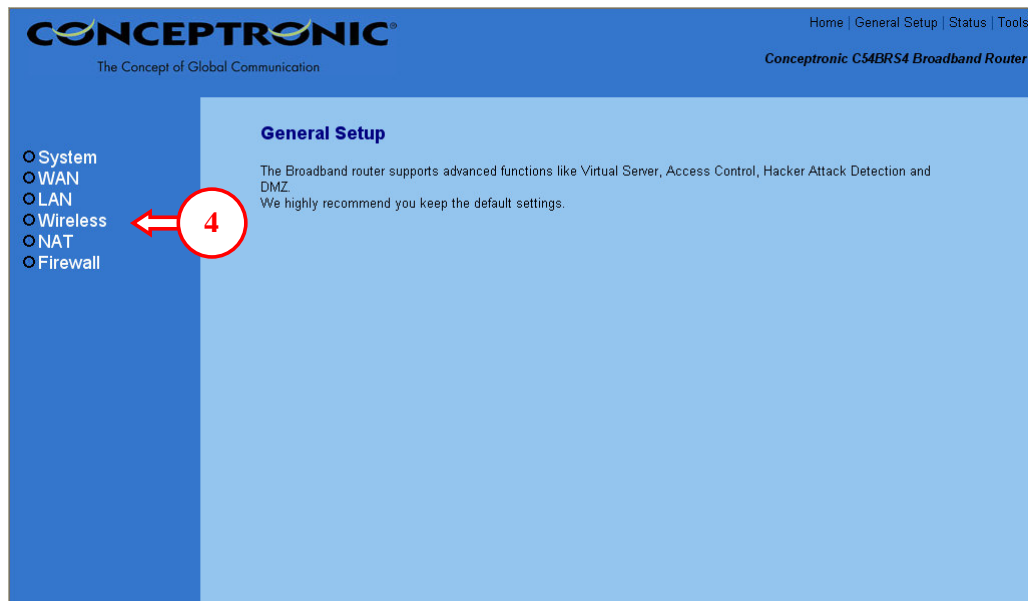 CONCEPTRONIC®
The Concept of Global Communication
Home | General Setup | Status | Tools
Conceptronic C54BRS4 Broadband Router
System
WAN
LAN
Wireless
NAT
Firewall
4
General Setup
The Broadband router supports advanced functions like Virtual Server, Access Control, Hacker Attack Detection and
DMZ.
We highly recommend you keep the default settings.